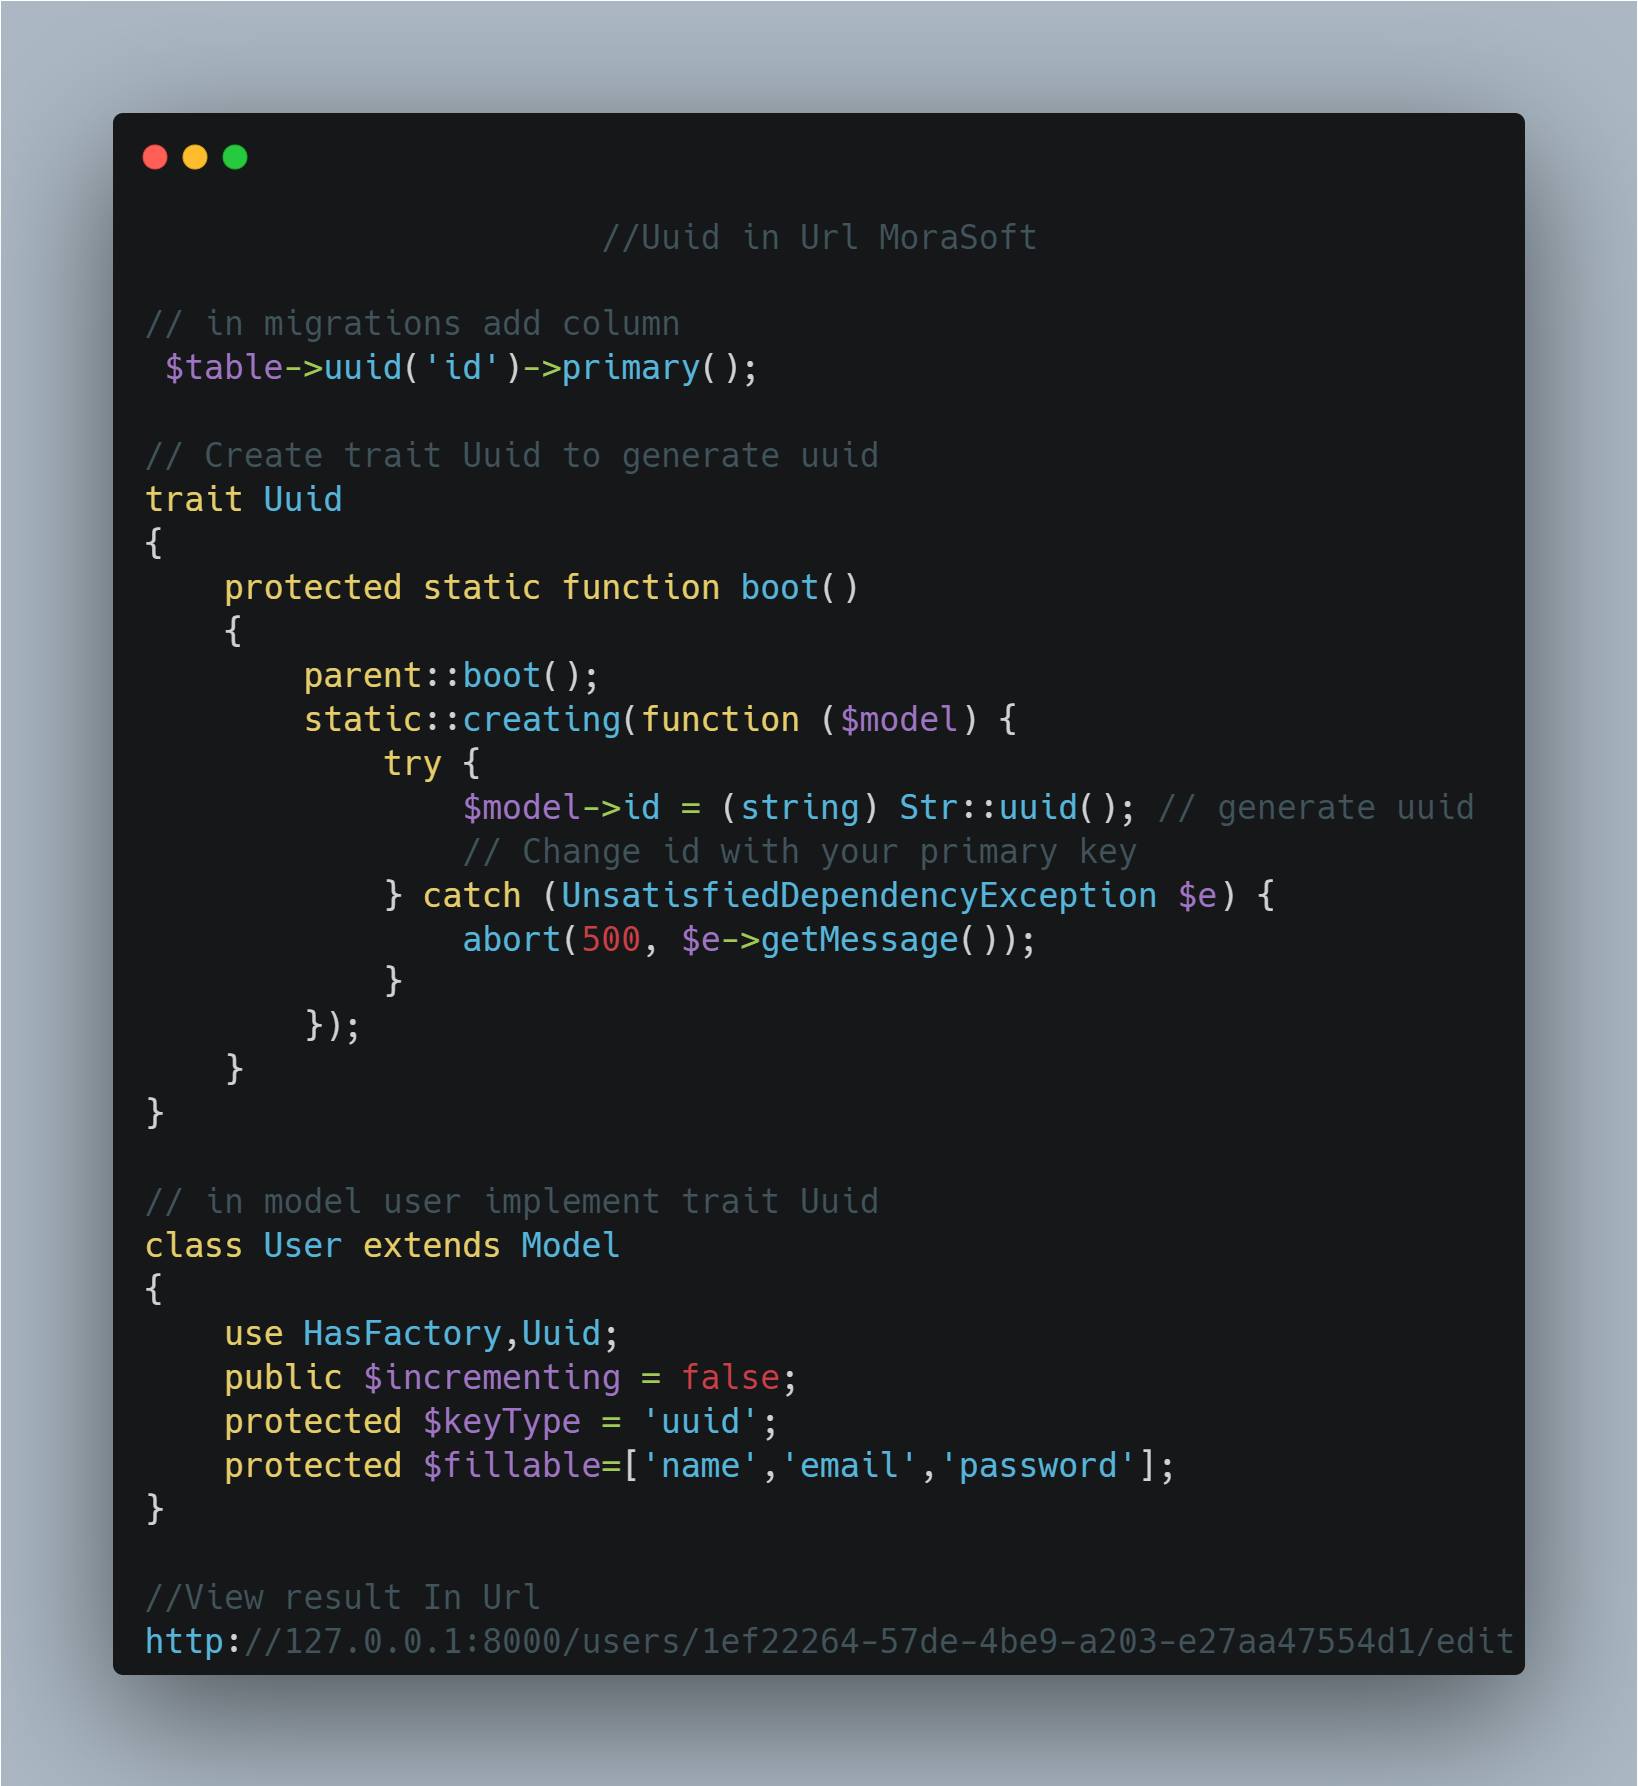 //Uuid in Url MoraSoft
// in migrations add column
$table->uuid('id')->primary();
// Create trait Uuid to generate uuid
trait Uuid
{
protected static function boot()
{
parent::boot();
static::creating(function ($model) {
try {
$model->id = (string) Str::uuid(); // generate uuid
// Change id with your primary key
} catch (UnsatisfiedDependencyException $e) {
abort(500, $e->getMessage());
}
});
}
}
// in model user implement trait Uuid
class User extends Model
{
use HasFactory,Uuid;
public $incrementing = false;
protected $keyType = 'uuid';
protected $fillable=['name','email','password'];
}
//View result In Url
http://127.0.0.1:8000/users/1ef22264-57de-4be9-a203-e27aa47554d1/edit